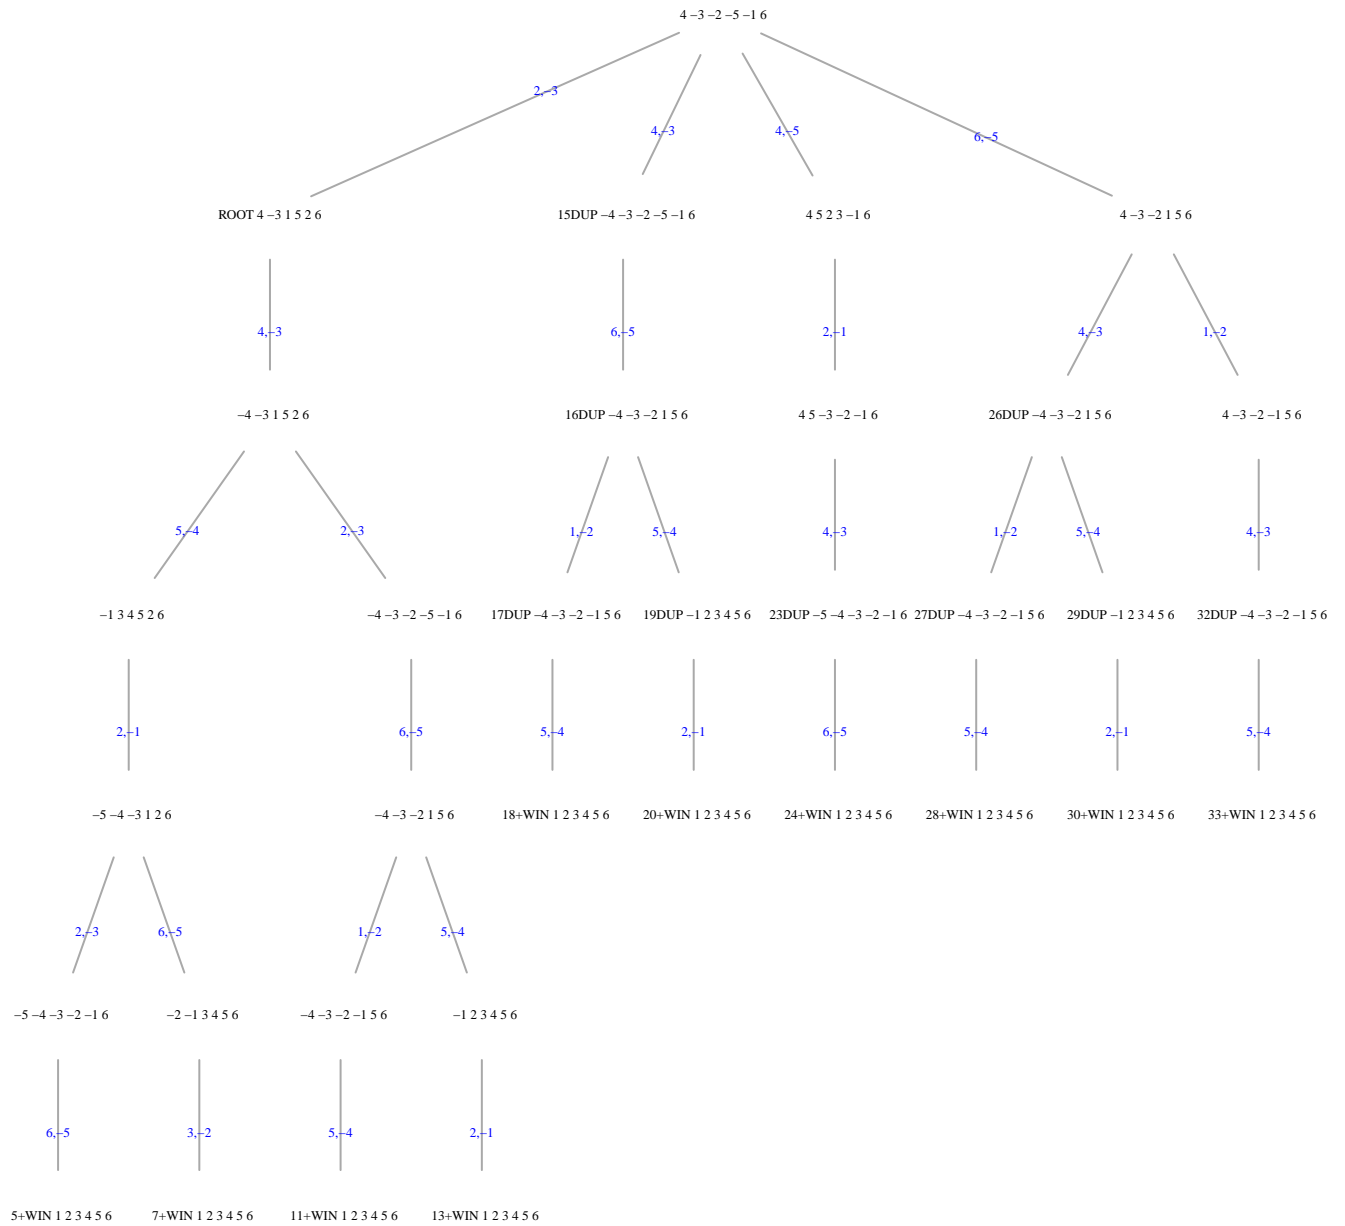 4 −3 −2 −5 −1 6
2,−3
4,−3
4,−5
6,−5
ROOT 4 −3 1 5 2 6
15DUP −4 −3 −2 −5 −1 6
4 5 2 3 −1 6
4 −3 −2 1 5 6
4,−3
6,−5
2,−1
4,−3
1,−2
−4 −3 1 5 2 6
16DUP −4 −3 −2 1 5 6
4 5 −3 −2 −1 6
26DUP −4 −3 −2 1 5 6
4 −3 −2 −1 5 6
5,−4
2,−3
1,−2
5,−4
4,−3
1,−2
5,−4
4,−3
−1 3 4 5 2 6
−4 −3 −2 −5 −1 6
17DUP −4 −3 −2 −1 5 6
19DUP −1 2 3 4 5 6
23DUP −5 −4 −3 −2 −1 6
27DUP −4 −3 −2 −1 5 6
29DUP −1 2 3 4 5 6
32DUP −4 −3 −2 −1 5 6
2,−1
6,−5
5,−4
2,−1
6,−5
5,−4
2,−1
5,−4
−5 −4 −3 1 2 6
−4 −3 −2 1 5 6
18+WIN 1 2 3 4 5 6
20+WIN 1 2 3 4 5 6
24+WIN 1 2 3 4 5 6
28+WIN 1 2 3 4 5 6
30+WIN 1 2 3 4 5 6
33+WIN 1 2 3 4 5 6
2,−3
6,−5
1,−2
5,−4
−5 −4 −3 −2 −1 6
−2 −1 3 4 5 6
−4 −3 −2 −1 5 6
−1 2 3 4 5 6
6,−5
3,−2
5,−4
2,−1
5+WIN 1 2 3 4 5 6
7+WIN 1 2 3 4 5 6
11+WIN 1 2 3 4 5 6
13+WIN 1 2 3 4 5 6